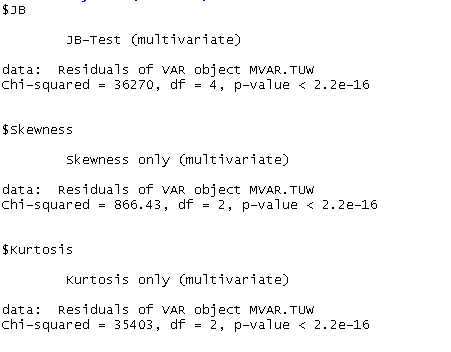 $JB
JB-Test (multivariate)
data:  Residuals of VAR object MVAR.TUW
Chi-squared = 36270, df = 4, p-value < 2.2e-16
$Skewness
Skewness only (multivariate)
data:  Residuals of VAR object MVAR.TUW
Chi-squared = 866.43, df = 2, p-value < 2.2e-16
$Kurtosis
Kurtosis only (multivariate)
data:  Residuals of VAR object MVAR.TUW
Chi-squared = 35403, df = 2, p-value < 2.2e-16